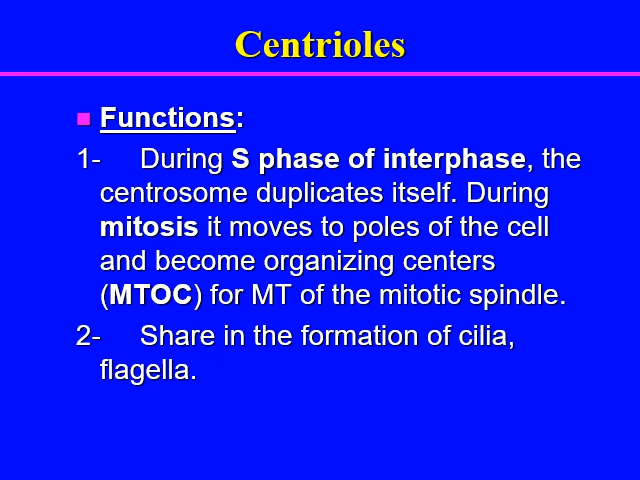 Centrioles
Functions:
1- During S phase of interphase, the
centrosome duplicates itself. During
mitosis it moves to poles of the cell
and become organizing centers
(MTOC) for MT of the mitotic spindle.
2- Share in the formation of cilia,
flagella.